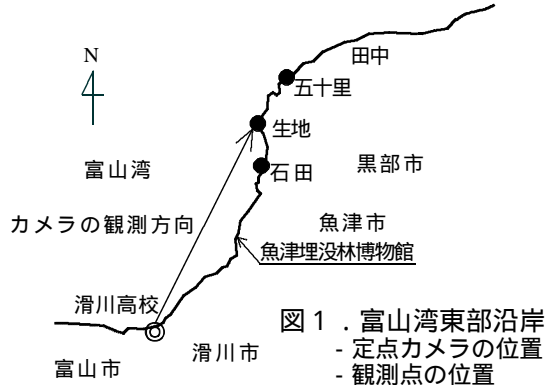 田中
N
五十里
生地
富山湾
石田
黒部市
カメラの観測方向
魚津市
魚津埋没林博物館
滑川高校
図1．富山湾東部沿岸
滑川市
- 定点カメラの位置
富山市
- 観測点の位置